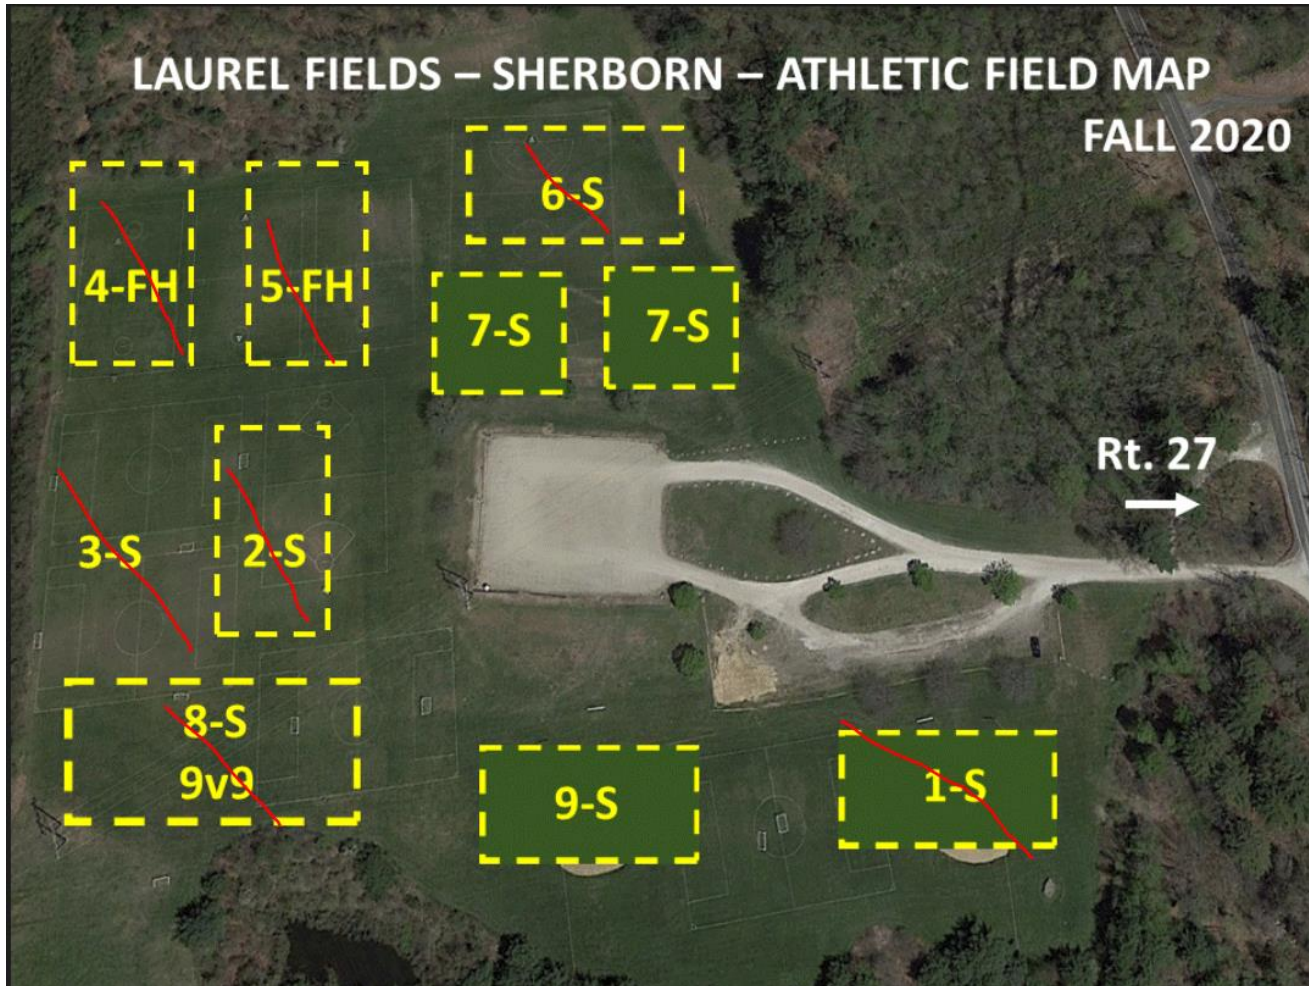 LAUREL FIELDS – SHERBORN – ATHLETIC FIELD MAP
FALL 2020
6-S
4-FH
5-FH
7-S
7-S
Rt. 27
3-S
2-S
8-S
9v9
9-S
1-S